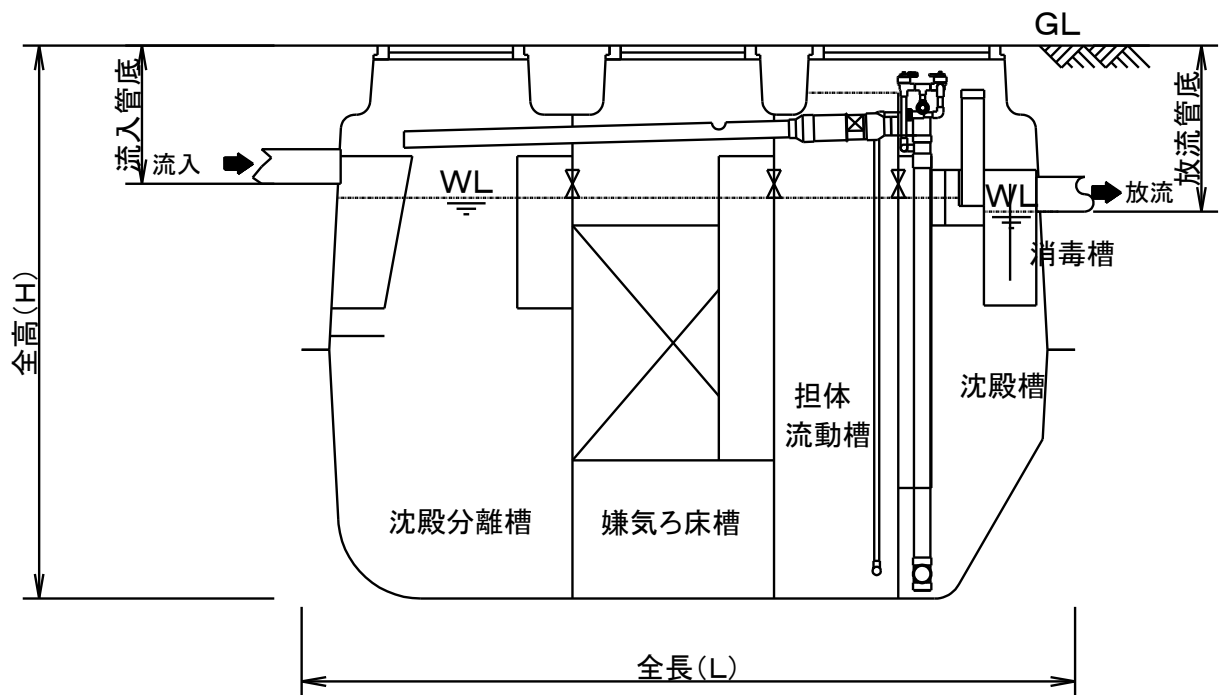 GL
流入管底
流入
放流管底
WL
WL
放流
消毒槽
全高(H)
担体
流動槽
沈殿槽
沈殿分離槽
嫌気ろ床槽
全長(L)